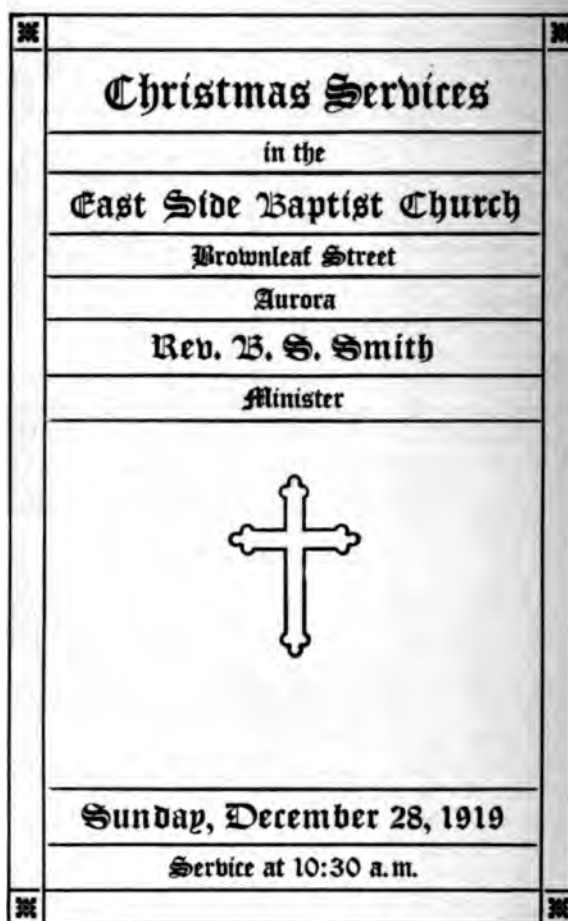 Christmas Services
in the
East Side Baptist Church
Brownleaf Street
Aurora
Rev. B. S. Smith
Minister
Sunday, December 28, 1919
Service at 10:30 a.m.